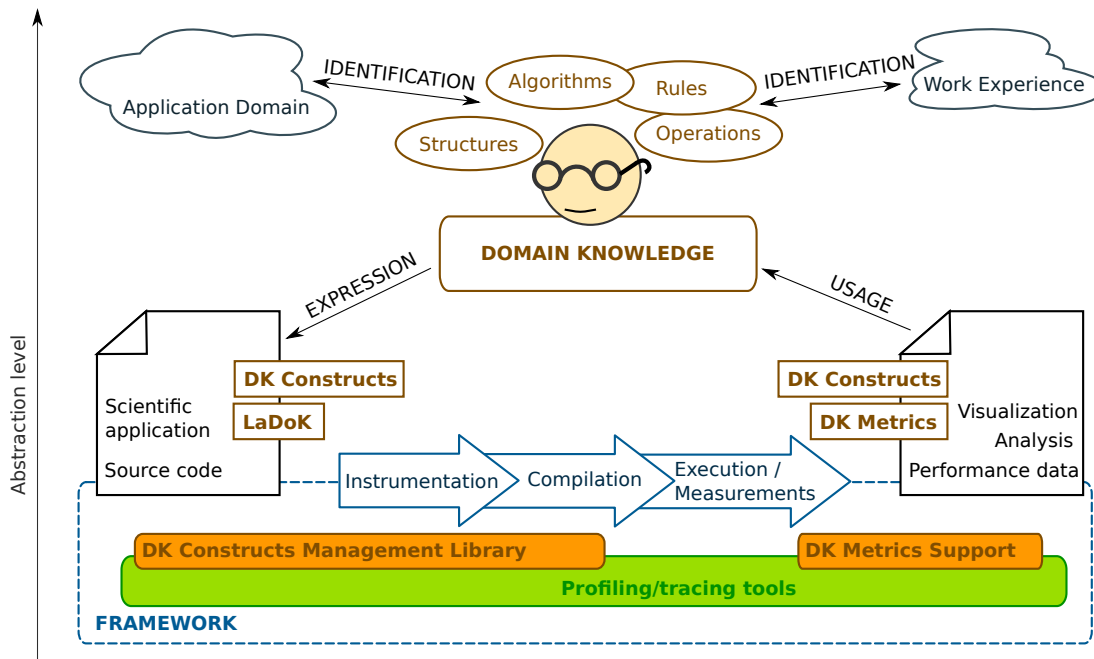 IDENTIFICATION
IDENTIFICATION
Algorithms
Rules
Application Domain
Work Experience
Structures
Operations
DOMAIN KNOWLEDGE
EXPRESSION
USAGE
Abstraction level
DK Constructs
LaDoK
Scientific
application
Source code
DK Constructs
DK Metrics
Visualization
Analysis
Performance data
Instrumentation
Compilation
Execution /
Measurements
DK Constructs Management Library
DK Metrics Support
Profiling/tracing tools
FRAMEWORK